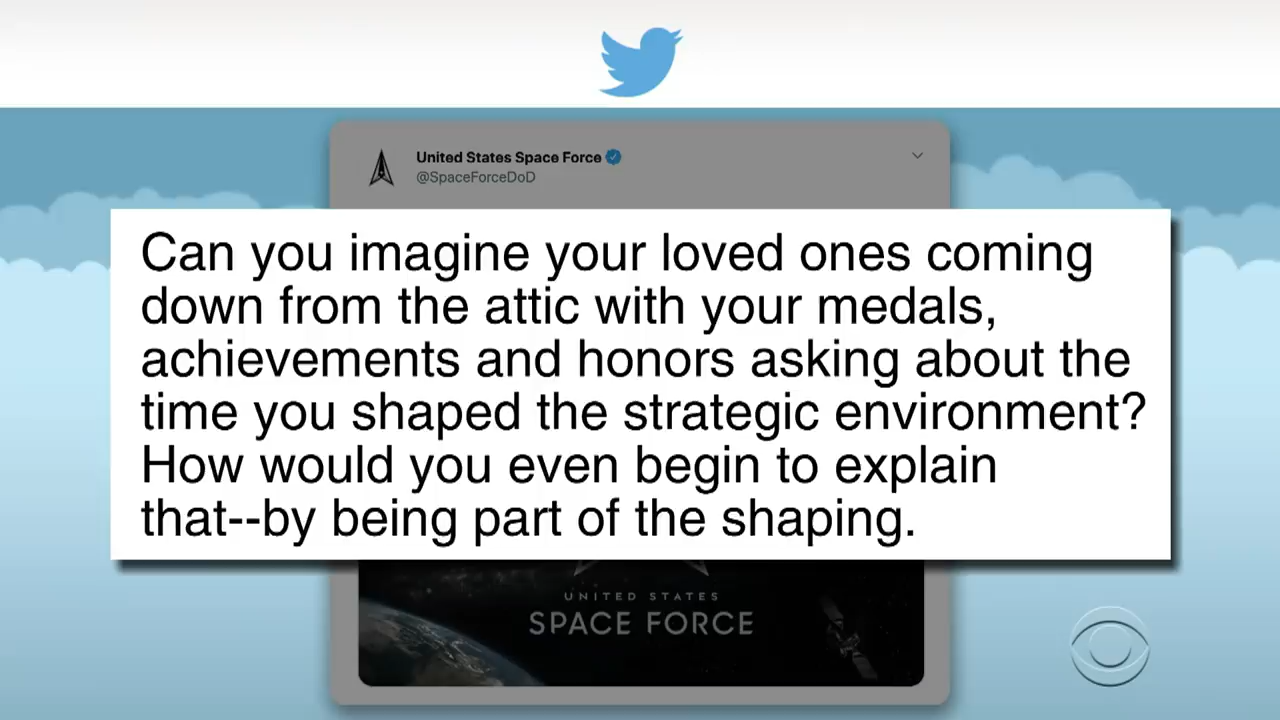 United States Space Force
@SpaceForceDoD
Can you imagine your loved ones coming
down from the attic with your medals,
achievements and honors asking about the
time you shaped the strategic environment?
How would you even begin to explain
that--by being part of the shaping.
UNITED STATES
SPACE FORCE